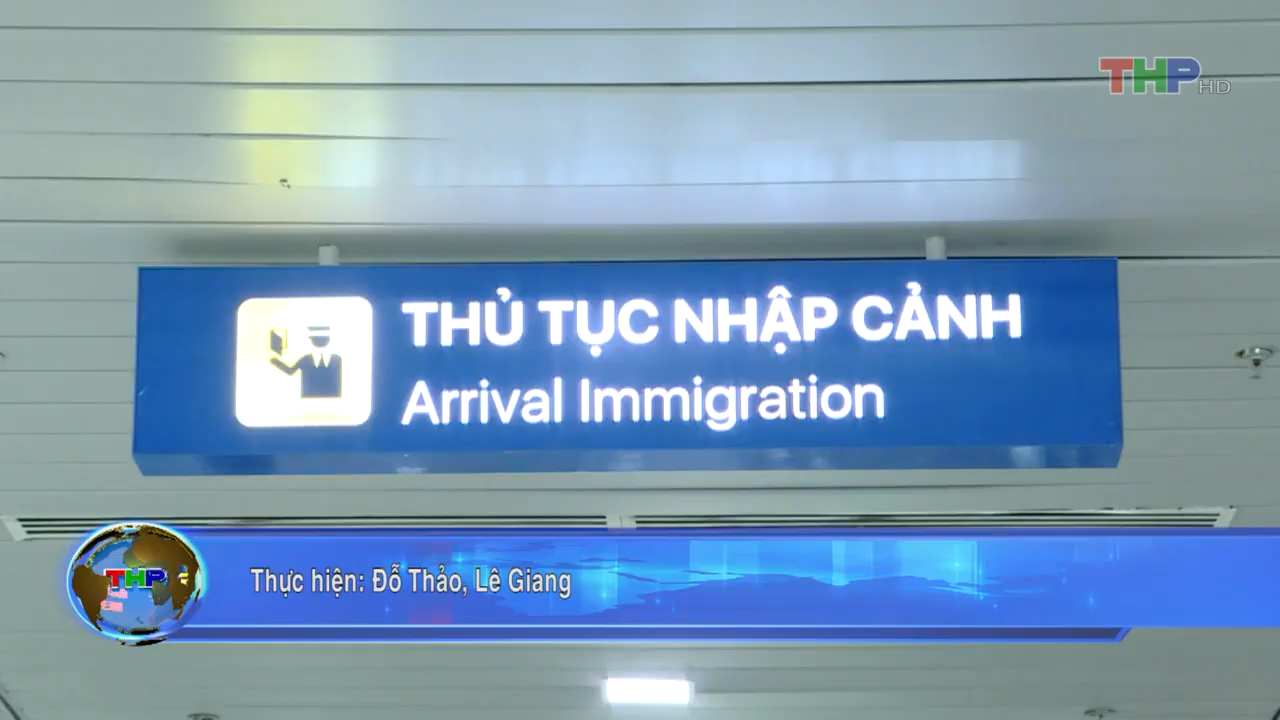 THP HD
THỦ TỤC NHẬP CẢNH
Arrival Immigration
THP
Thực hiện: Đỗ Thảo, Lê Giang